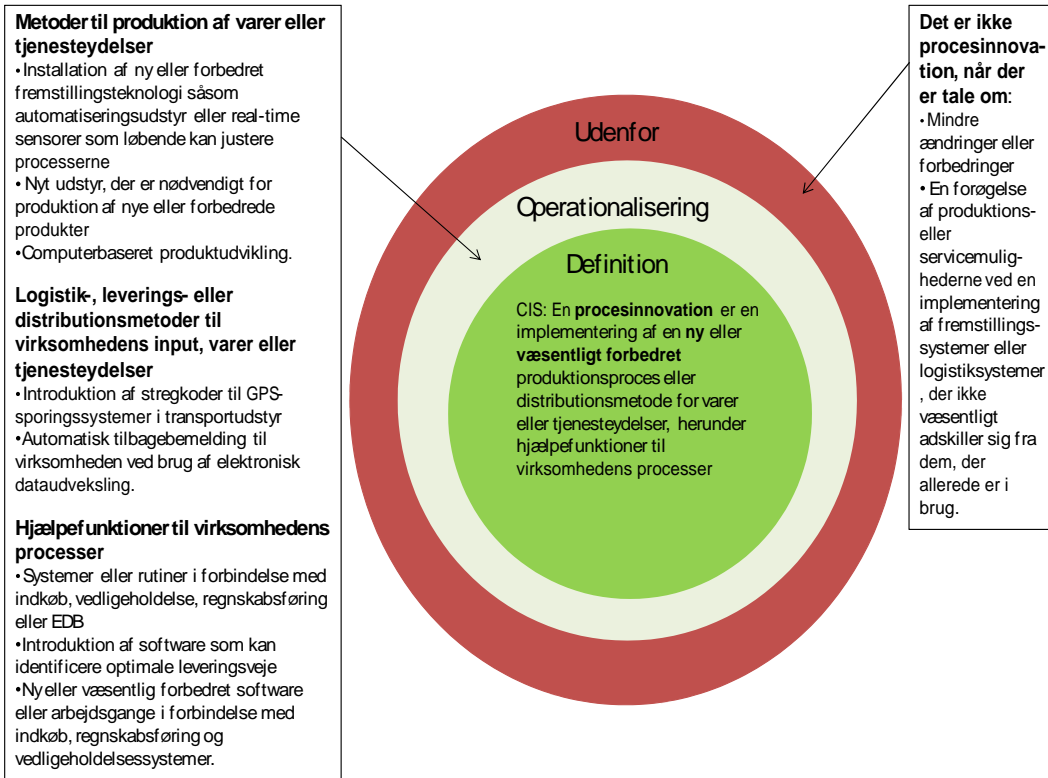 Metoder til produktion af varer eller
tjenesteydelser
•Installation af ny eller forbedret
fremstillingsteknologi såsom
automatiseringsudstyr eller real-time
sensorer som løbende kan justere
processerne
• Nyt udstyr, der er nødvendigt for
produktion af nye eller forbedrede
produkter
•Computerbaseret produktudvikling.
Logistik-, leverings- eller
distributionsmetoder til
virksomhedens input, varer eller
tjenesteydelser
•Introduktion af stregkoder til GPS-
sporingssystemer i transportudstyr
•Automatisk tilbagebemelding til
virksomheden ved brug af elektronisk
dataudveksling.
Hjælpefunktioner til virksomhedens
processer
•Systemer eller rutiner i forbindelse med
indkøb, vedligeholdelse, regnskabsføring
eller EDB
•Introduktion af software som kan
identificere optimale leveringsveje
•Ny eller væsentlig forbedret software
eller arbejdsgange i forbindelse med
indkøb, regnskabsføring og
vedligeholdelsessystemer.
Udenfor
Operationalisering
Definition
CIS: En procesinnovation er en
implementering af en ny eller
væsentligt forbedret
produktionsproces eller
distributionsmetode for varer
eller tjenesteydelser, herunder
hjælpefunktioner til
virksomhedens processer
Det er ikke
procesinnova-
tion, når der
er tale om:
• Mindre
ændringer eller
forbedringer
• En forøgelse
af produktions-
eller
servicemulig-
hederne ved en
implementering
af fremstillings-
systemer eller
logistiksystemer
, der ikke
væsentligt
adskiller sig fra
dem, der
allerede er i
brug.